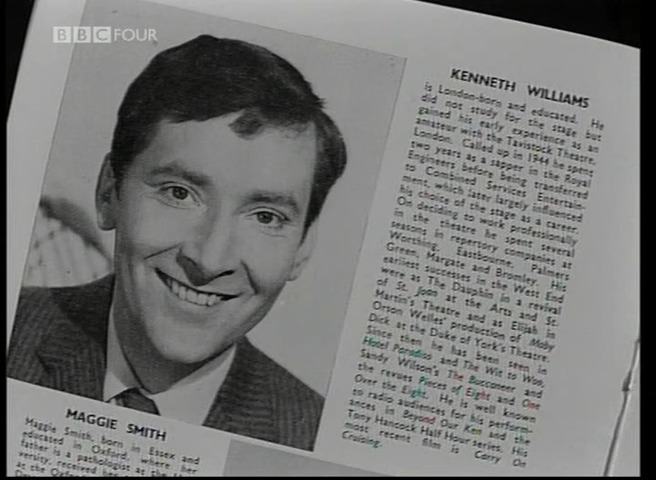 BBC FOUR
KENNETH WILLIAMS
is London-born and educated. He
did not study for the stage but
gained his early experience as an
amateur with the Tavistock Theatre,
London. Called up in 1944 he spent
two years as a sapper in the Royal
Engineers before being transferred
to Combined Services Entertain-
ment, which later largely influenced
his choice of the stage as a career.
On deciding to work professionally
in the theatre he spent several
seasons in repertory companies at
Worthing, Eastbourne, Palmers
Green, Margate and Bromley. His
earliest successes in the West End
were as The Dauphin in a revival
of St. Joan at the Arts and St.
Martin's Theatre and as Elijah in
Orson Welles' production of Moby
Dick at the Duke of York's Theatre.
Since then he has been seen in
Hotel Paradiso and The Wit to Woo,
Sandy Wilson's The Buccaneer and
the revues Pieces of Eight and One
Over the Eight. He is well known
to radio audiences for his perform-
ances in Beyond Our Ken and the
Tony Hancock Half Hour series. His
most recent film is Carry On
Cruising.
MAGGIE SMITH
Maggie Smith, born in Essex and
educated in Oxford, where her
father is a pathologist at the
versity, received her
at the